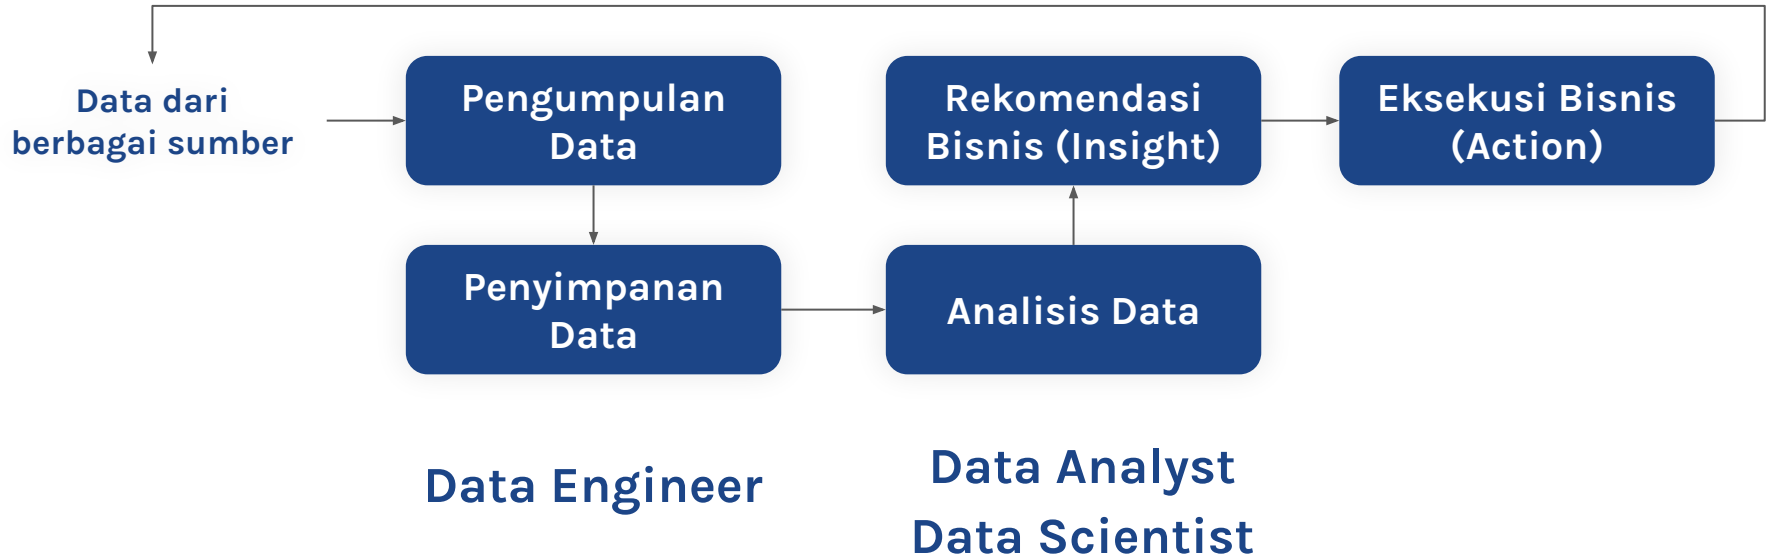 Data dari
berbagai sumber
Pengumpulan
Data
Penyimpanan
Data
Analisis Data
Rekomendasi
Bisnis (Insight)
Eksekusi Bisnis
(Action)
Data Engineer
Data Analyst
Data Scientist